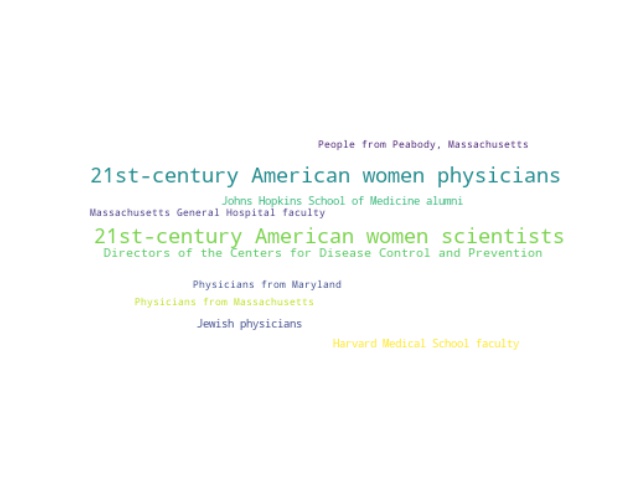 People from Peabody, Massachusetts
21st-century American women physicians
Johns Hopkins School of Medicine alumni
Massachusetts General Hospital faculty
21st-century American women scientists
Directors of the Centers for Disease Control and Prevention
Physicians from Maryland
Physicians from Massachusetts
Jewish physicians
Harvard Medical School faculty